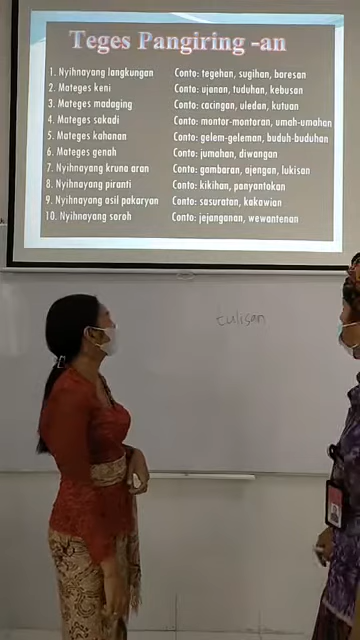 Teges Pangiring -an
1. Nyihnayang langkungan Conto: tegehan, sugihan, baresan
2. Mateges keni Conto: ujanan, tuduhan, kebusan
3. Mateges madaging Conto: cacingan, uledan, kutuan
4. Mateges sakadi Conto: montor-montoran, umah-umahan
5. Mateges kahanan Conto: gelem-geleman, buduh-buduhan
6. Mateges genah Conto: jumahan, diwangan
7. Nyihnayang kruna aran Conto: gambaran, ajengan, lukisan
8. Nyihnayang piranti Conto: kikihan, panyantokan
9. Nyihnayang asil pakaryan Conto: sasuratan, kakawian
10. Nyihnayang soroh Conto: jejanganan, wewantenan
tulisan